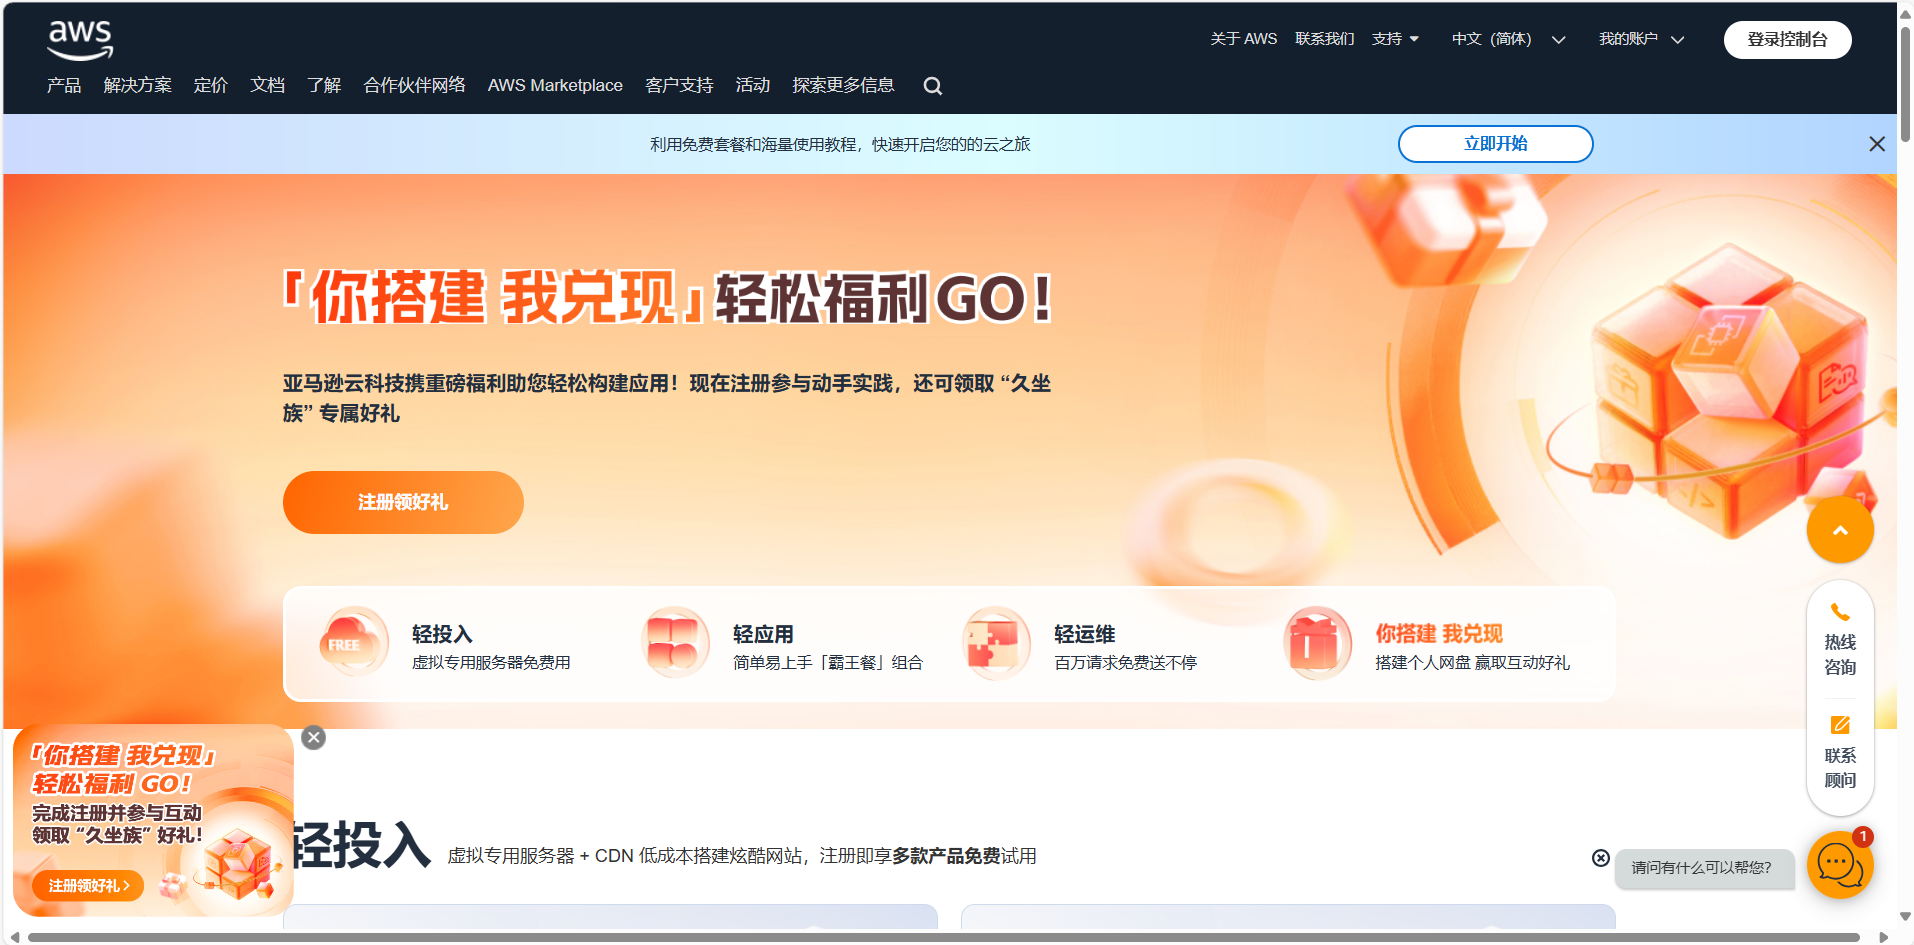 aws
关于 AWS 联系我们 支持 中文（简体） 我的账户 登录控制台
产品 解决方案 定价 文档 了解 合作伙伴网络 AWS Marketplace 客户支持 活动 探索更多信息
利用免费套餐和海量使用教程，快速开启您的的云之旅 立即开始
「你搭建 我兑现」轻松福利GO！
亚马逊云科技携重磅福利助您轻松构建应用！现在注册参与动手实践，还可领取 “久坐
族” 专属好礼
注册领好礼
FREE
轻投入
虚拟专用服务器免费用
轻应用
简单易上手「霸王餐」组合
轻运维
百万请求免费送不停
你搭建 我兑现
搭建个人网盘 赢取互动好礼
热线
咨询
联系
顾问
「你搭建 我兑现」
轻松福利 GO！
完成注册并参与互动
领取 “久坐族” 好礼！
注册领好礼
轻投入 虚拟专用服务器 + CDN 低成本搭建炫酷网站，注册即享多款产品免费试用
请问有什么可以帮您？
1